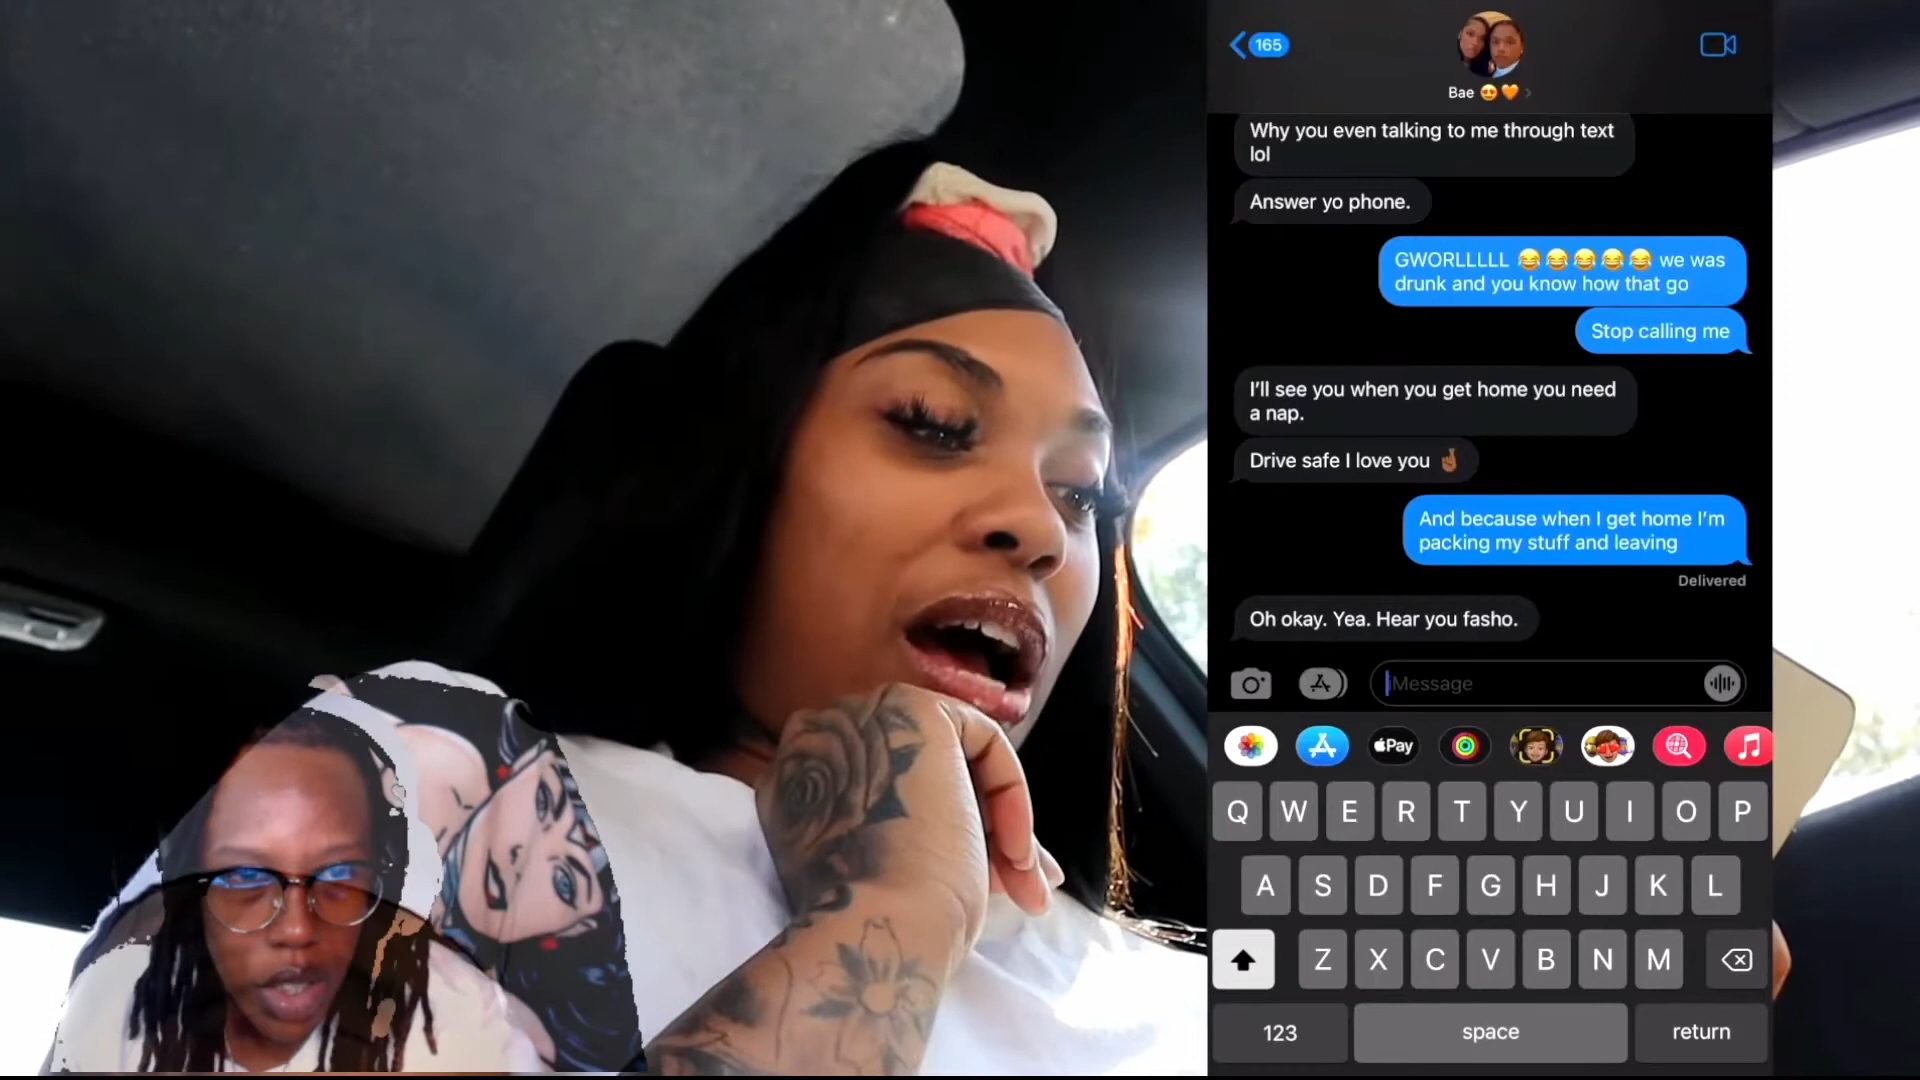 165
Bae 😍🧡
Why you even talking to me through text
lol
Answer yo phone.
GWORLLLLL 😂😂😂😂😂 we was
drunk and you know how that go
Stop calling me
I'll see you when you get home you need
a nap.
Drive safe I love you 🤞🏾
And because when I get home I'm
packing my stuff and leaving
Delivered
Oh okay. Yea. Hear you fasho.
iMessage
Pay
Q W E R T Y U I O P
A S D F G H J K L
Z X C V B N M
123 space return